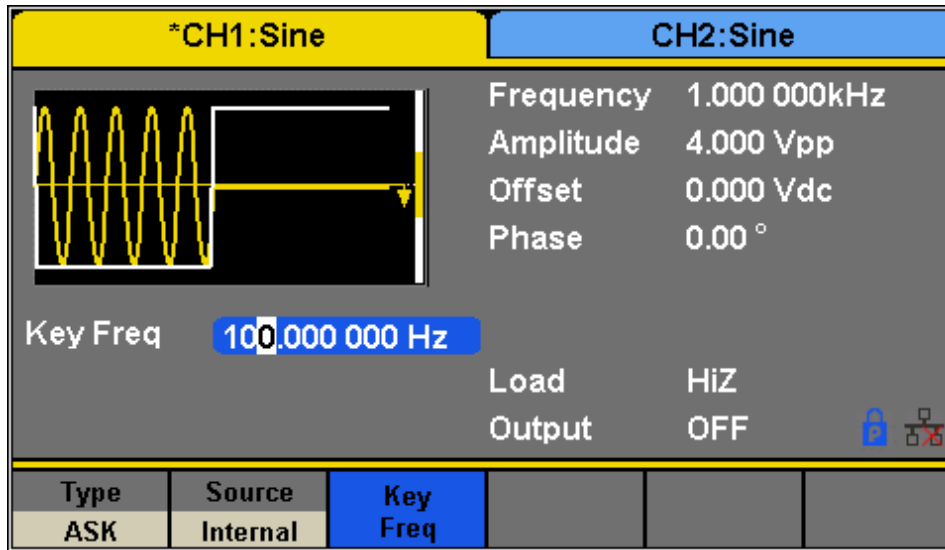 *CH1:Sine CH2:Sine
Frequency 1.000 000kHz
Amplitude 4.000 Vpp
Offset 0.000 Vdc
Phase 0.00 °
Key Freq 100.000 000 Hz
Load HiZ
Output OFF
P
Type Source Key Freq
ASK Internal